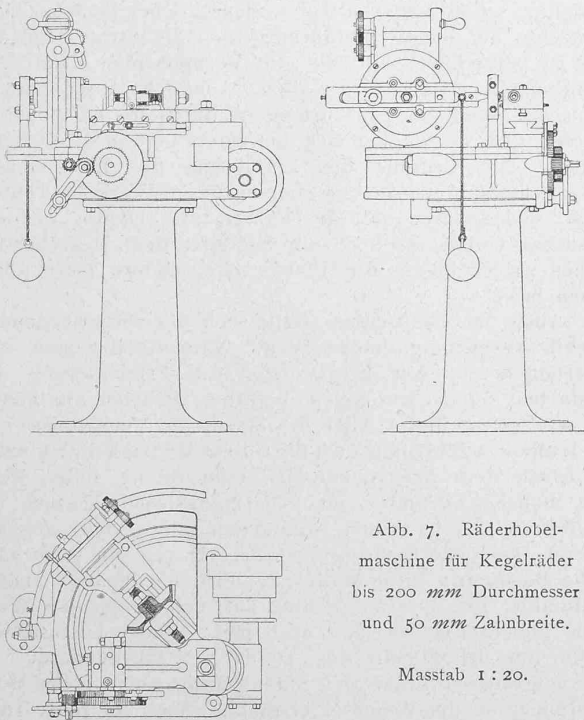 Abb. 7. Räderhobel-
maschine für Kegelräder
bis 200 mm Durchmesser
und 50 mm Zahnbreite.
Masstab 1 : 20.